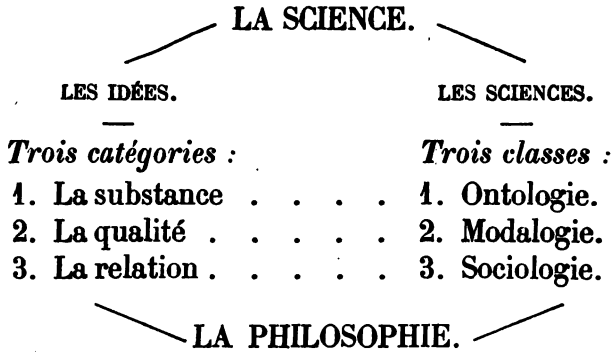 LA SCIENCE.
LES IDÉES. LES SCIENCES.
Trois catégories : Trois classes :
1. La substance . . . . 1. Ontologie.
2. La qualité . . . . . 2. Modalogie.
3. La relation . . . . . 3. Sociologie.
LA PHILOSOPHIE.